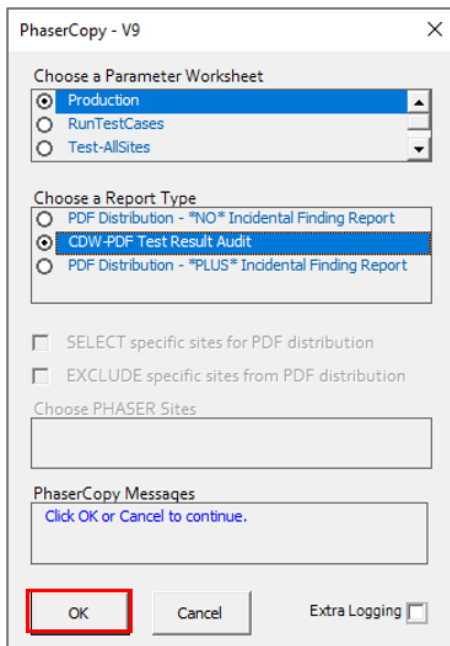 PhaserCopy - V9
Choose a Parameter Worksheet
Production
RunTestCases
Test-AllSites
Choose a Report Type
PDF Distribution - *NO* Incidental Finding Report
CDW-PDF Test Result Audit
PDF Distribution - *PLUS* Incidental Finding Report
SELECT specific sites for PDF distribution
EXCLUDE specific sites from PDF distribution
Choose PHASER Sites
PhaserCopy Messages
Click OK or Cancel to continue.
OK Cancel Extra Logging